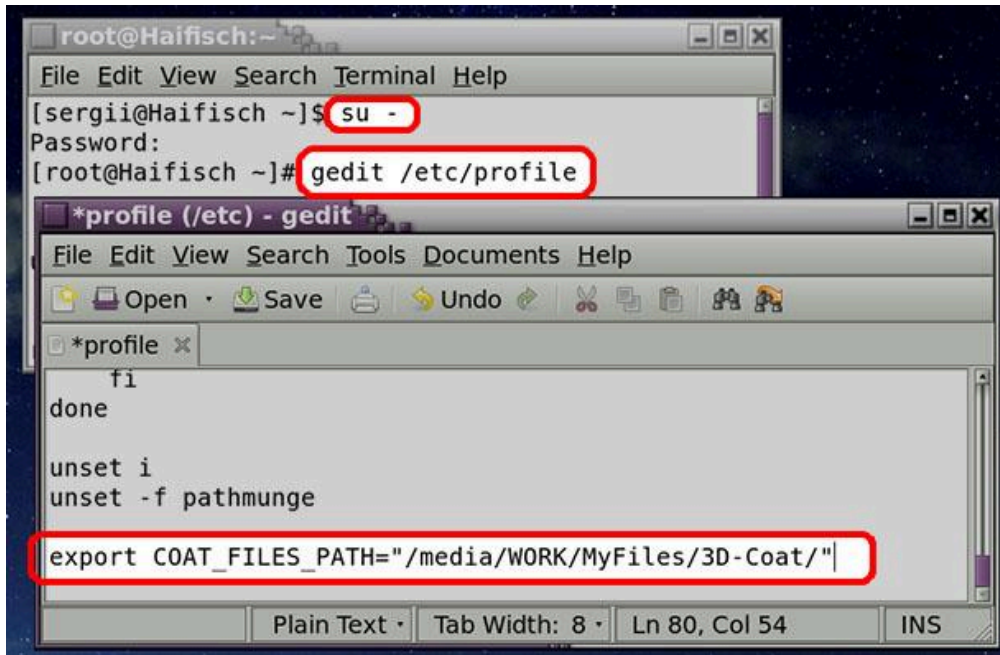 root@Haifisch:~
File Edit View Search Terminal Help
[sergii@Haifisch ~]$ su -
Password:
[root@Haifisch ~]# gedit /etc/profile
*profile (/etc) - gedit
File Edit View Search Tools Documents Help
Open Save Undo
*profile
fi
done
unset i
unset -f pathmunge
export COAT_FILES_PATH="/media/WORK/MyFiles/3D-Coat/"
Plain Text Tab Width: 8 Ln 80, Col 54 INS